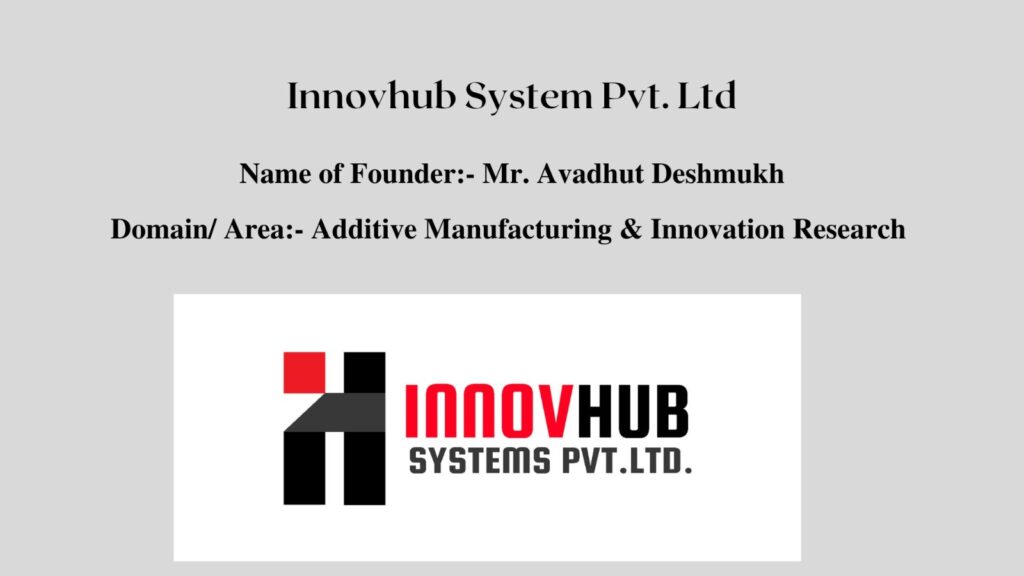 Innovhub System Pvt. Ltd
Name of Founder:- Mr. Avadhut Deshmukh
Domain/ Area:- Additive Manufacturing & Innovation Research
INNOVHUB
SYSTEMS PVT.LTD.